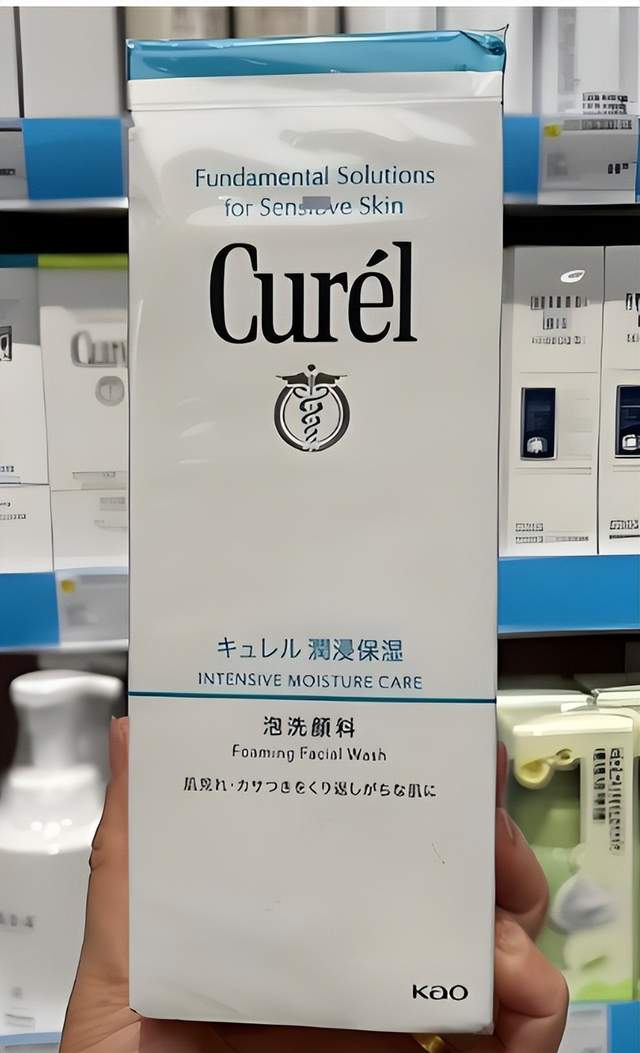 Fundamental Solutions
for Sensitive Skin
Curél
キュレル 潤浸保湿
INTENSIVE MOISTURE CARE
泡洗顔料
Foaming Facial Wash
肌荒れ・カサつきをくり返しがちな肌に
Kao